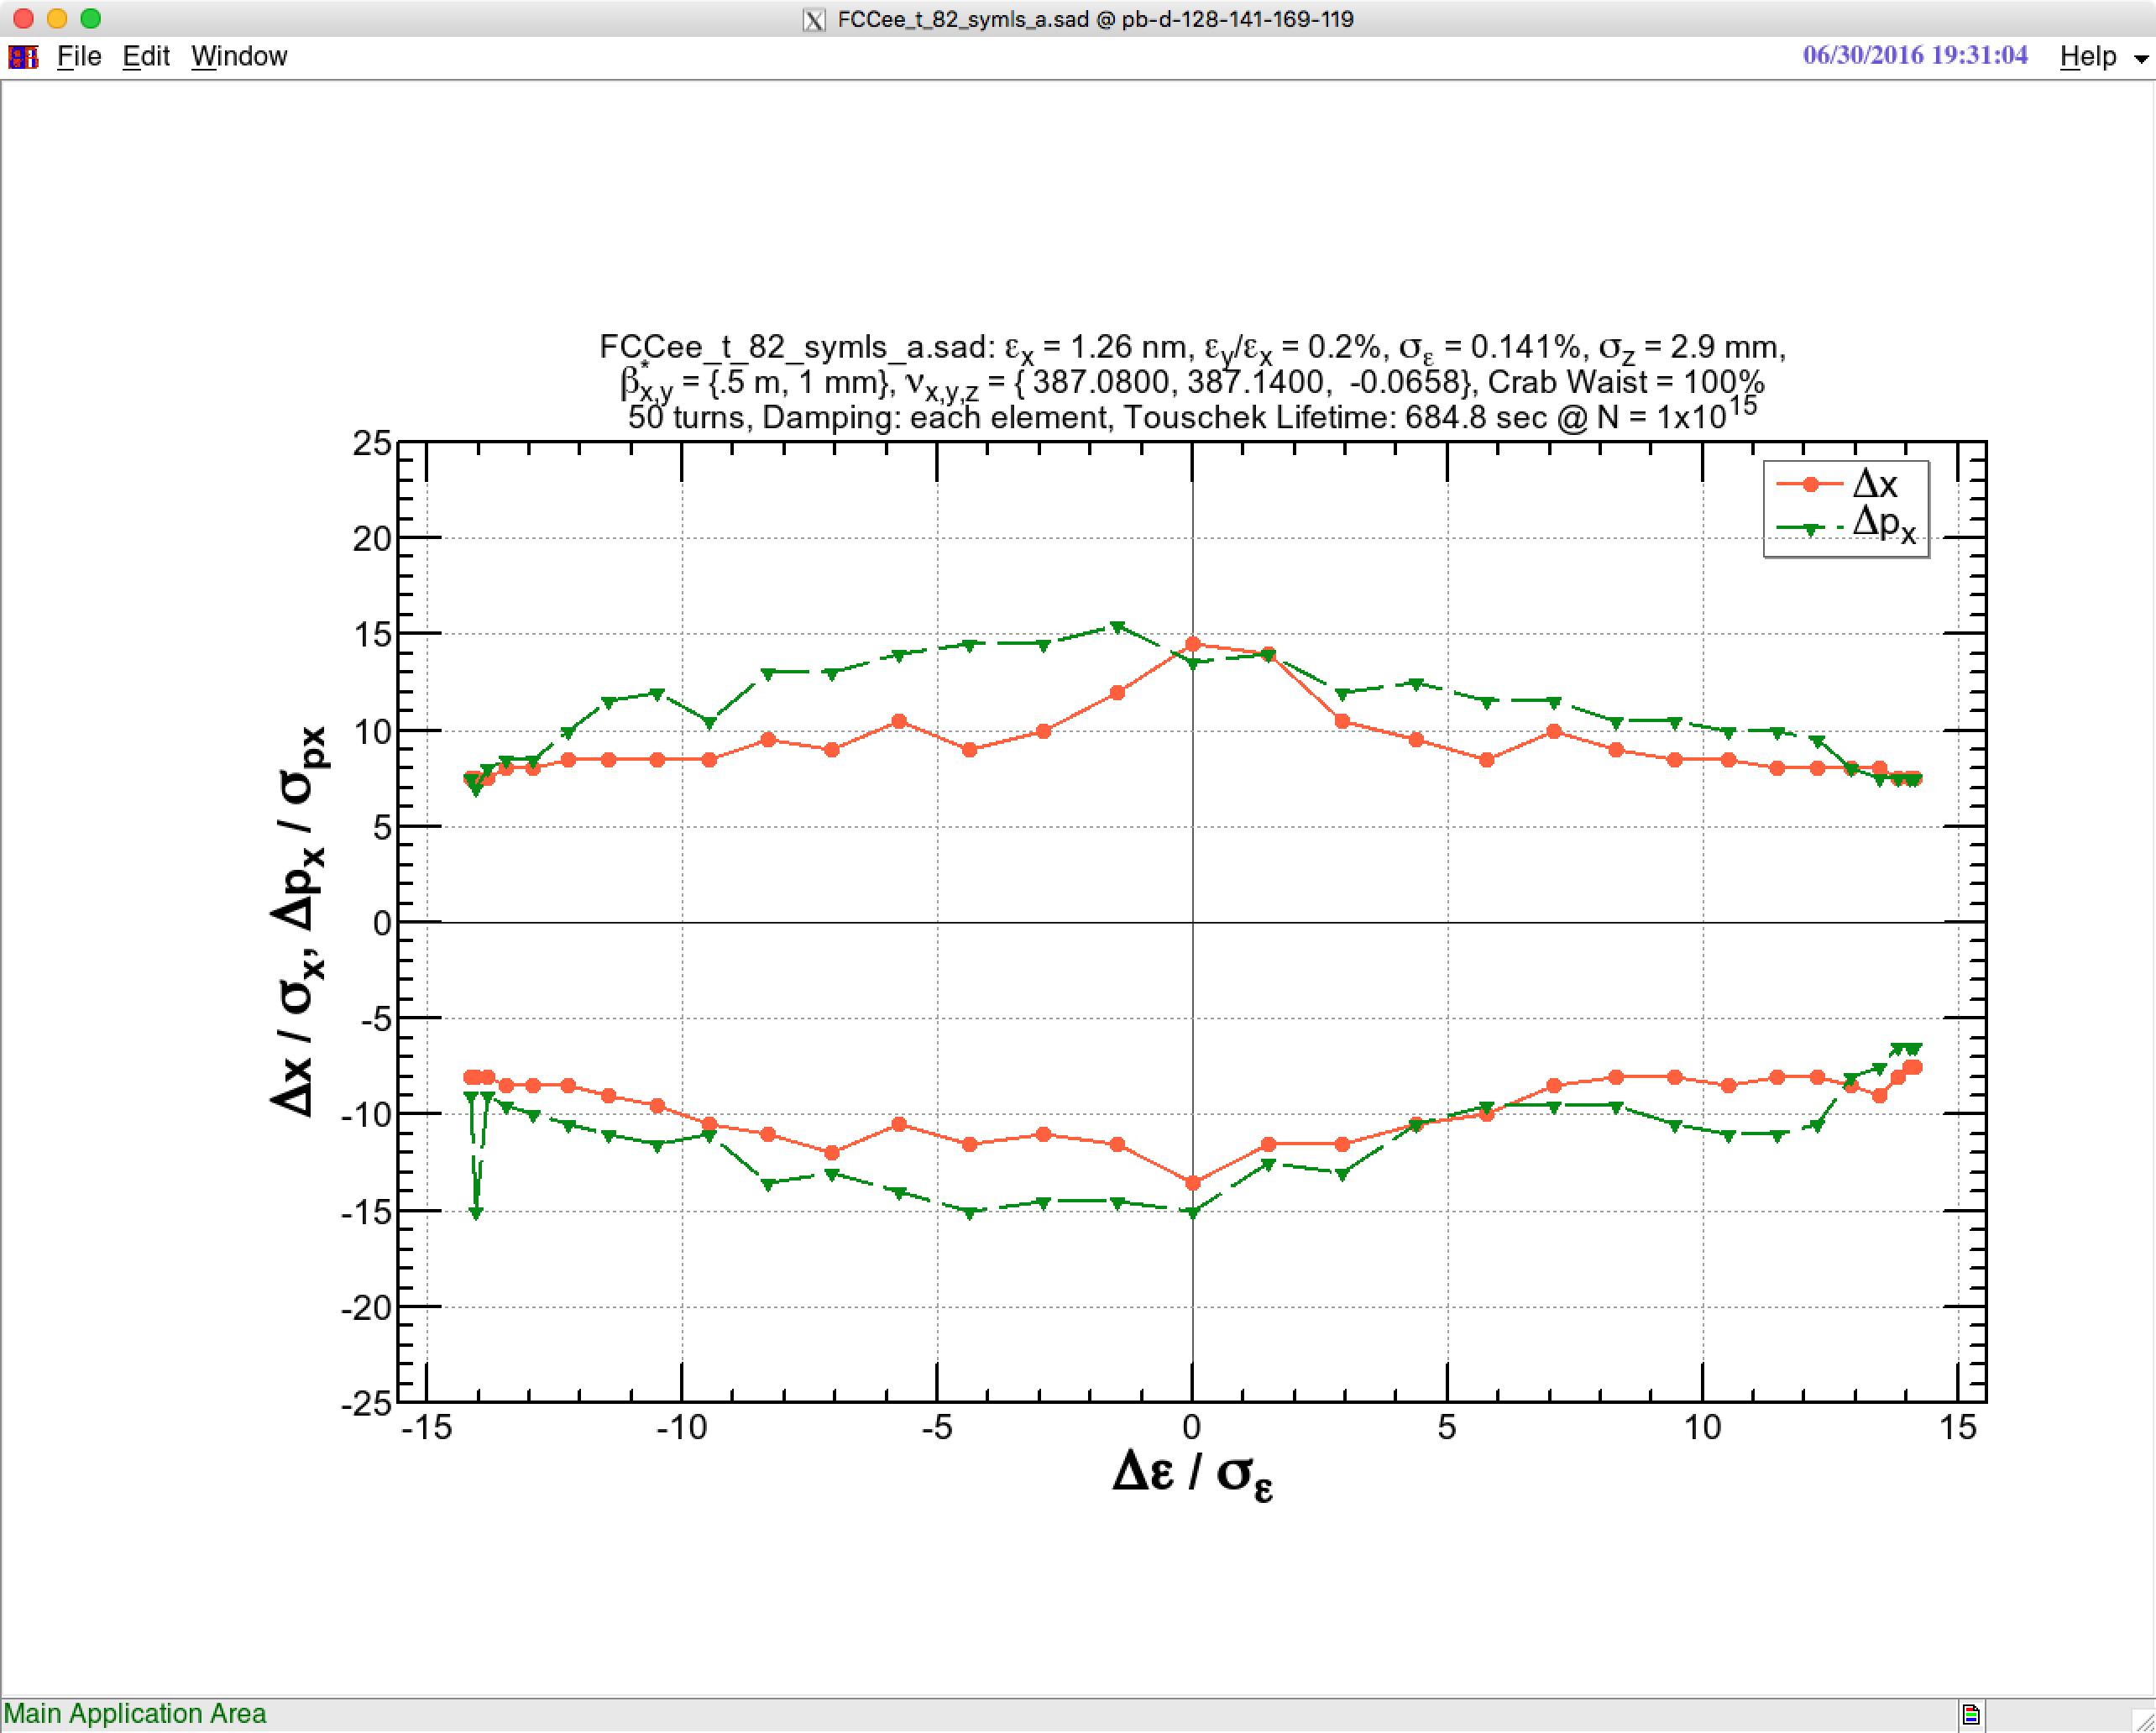 FCCee_t_82_symls_a.sad @ pb-d-128-141-169-119
File Edit Window 06/30/2016 19:31:04 Help
FCCee_t_82_symls_a.sad: εx = 1.26 nm, εy/εx = 0.2%, σε = 0.141%, σz = 2.9 mm,
β*x,y = {.5 m, 1 mm}, νx,y,z = { 387.0800, 387.1400, -0.0658}, Crab Waist = 100%
50 turns, Damping: each element, Touschek Lifetime: 684.8 sec @ N = 1x10^15
Δx
Δpx
25
20
15
10
5
0
-5
-10
-15
-20
-25
Δx / σx, Δpx / σpx
-15 -10 -5 0 5 10 15
Δε / σε
Main Application Area